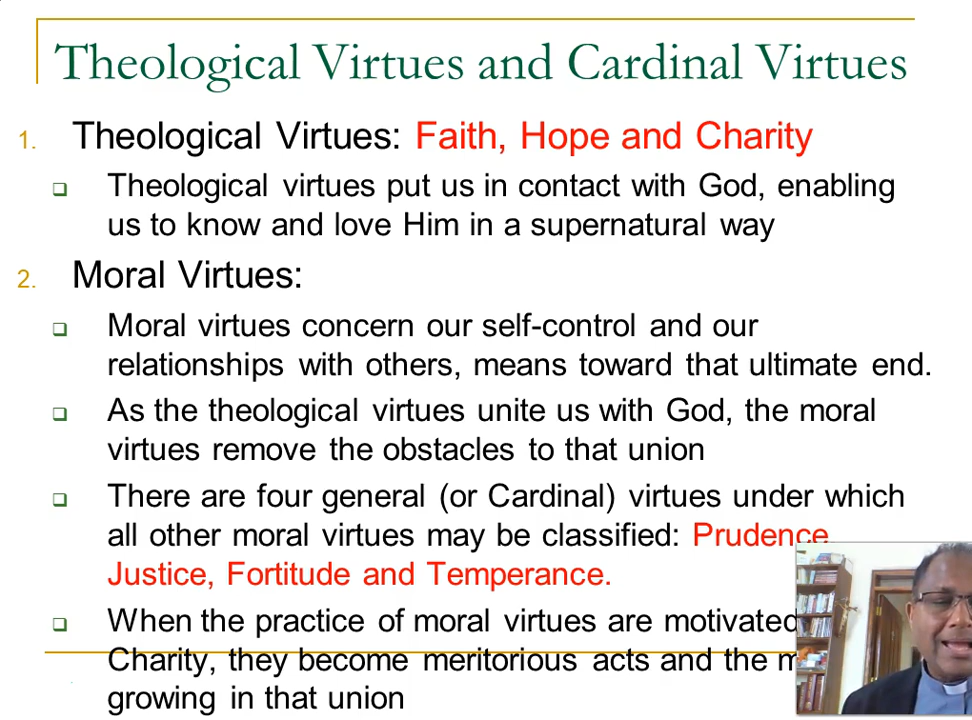 Theological Virtues and Cardinal Virtues
1. Theological Virtues: Faith, Hope and Charity
Theological virtues put us in contact with God, enabling
us to know and love Him in a supernatural way
2. Moral Virtues:
Moral virtues concern our self-control and our
relationships with others, means toward that ultimate end.
As the theological virtues unite us with God, the moral
virtues remove the obstacles to that union
There are four general (or Cardinal) virtues under which
all other moral virtues may be classified: Prudence
Justice, Fortitude and Temperance.
When the practice of moral virtues are motivated
Charity, they become meritorious acts and the
growing in that union